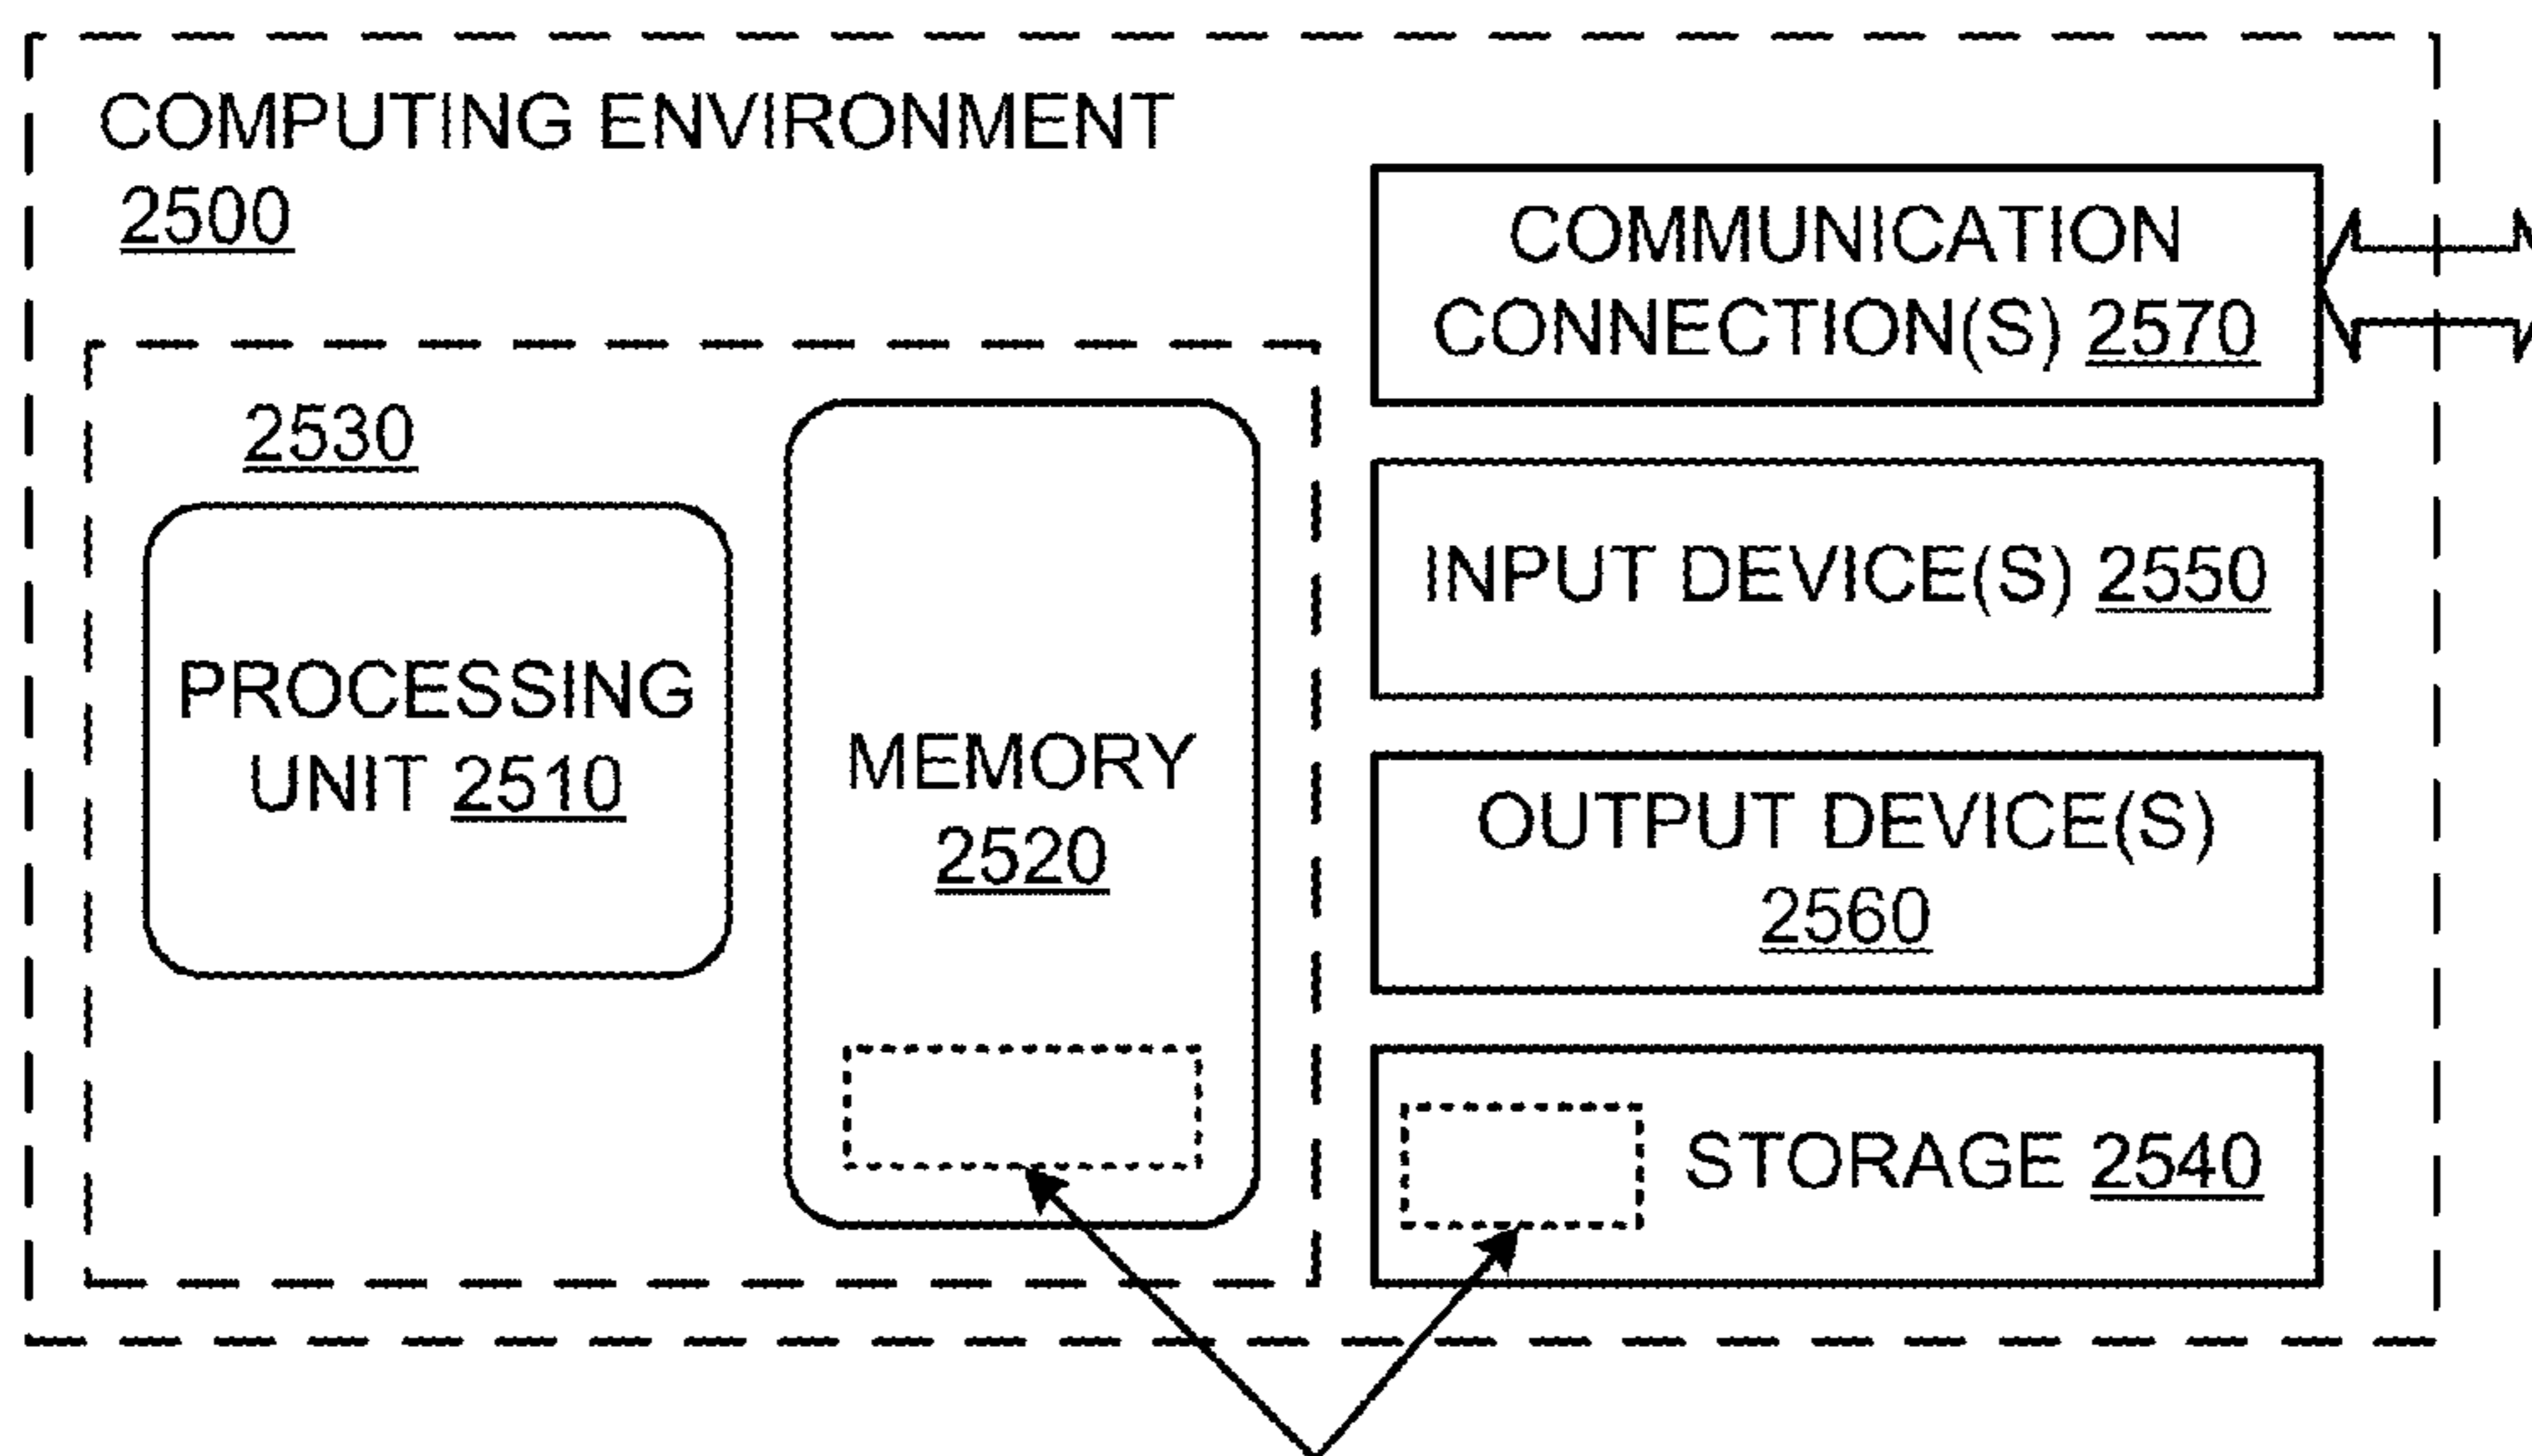 COMPUTING ENVIRONMENT
2500
COMMUNICATION
CONNECTION(S) 2570
2530
INPUT DEVICE(S) 2550
PROCESSING
UNIT 2510
MEMORY
2520
OUTPUT DEVICE(S)
2560
STORAGE 2540